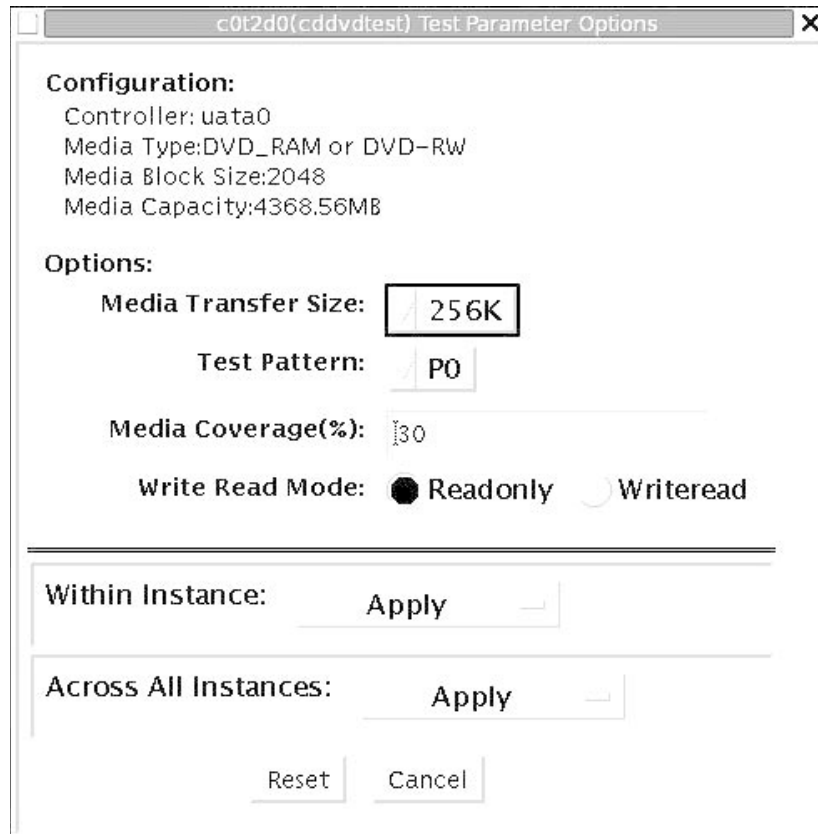 c0t2d0(cddvdtest) Test Parameter Options
Configuration:
Controller: uata0
Media Type:DVD_RAM or DVD-RW
Media Block Size:2048
Media Capacity:4368.56MB
Options:
Media Transfer Size: 256K
Test Pattern: P0
Media Coverage(%): 30
Write Read Mode: Readonly Writeread
Within Instance: Apply
Across All Instances: Apply
Reset Cancel